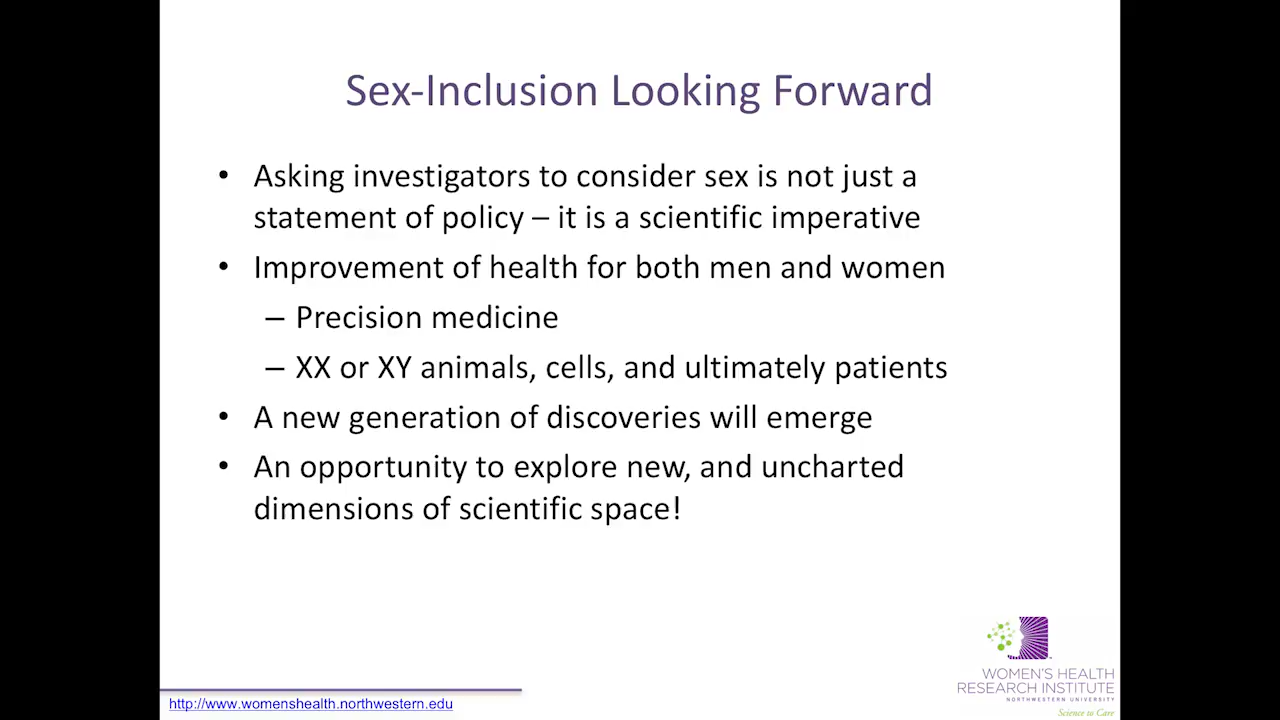 Sex-Inclusion Looking Forward
• Asking investigators to consider sex is not just a
statement of policy – it is a scientific imperative
• Improvement of health for both men and women
– Precision medicine
– XX or XY animals, cells, and ultimately patients
• A new generation of discoveries will emerge
• An opportunity to explore new, and uncharted
dimensions of scientific space!
WOMEN'S HEALTH
RESEARCH INSTITUTE
NORTHWESTERN UNIVERSITY
Science to Care
http://www.womenshealth.northwestern.edu